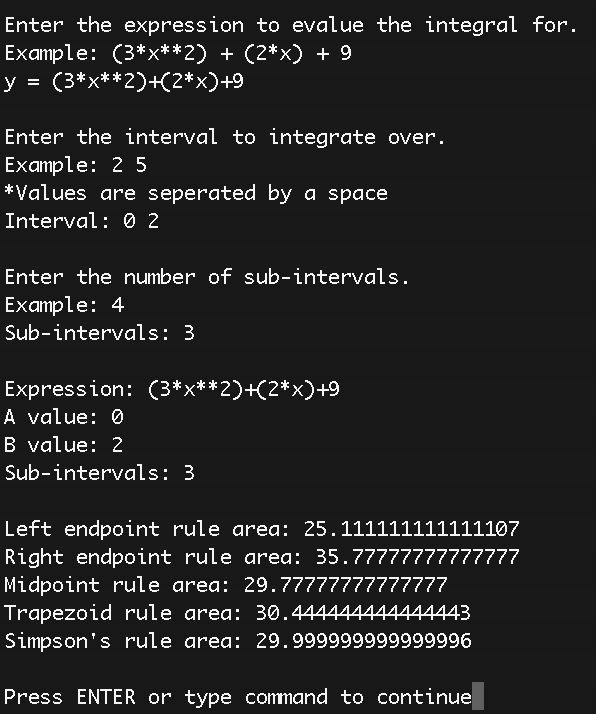 Enter the expression to evalue the integral for.
Example: (3*x**2) + (2*x) + 9
y = (3*x**2)+(2*x)+9
Enter the interval to integrate over.
Example: 2 5
*Values are seperated by a space
Interval: 0 2
Enter the number of sub-intervals.
Example: 4
Sub-intervals: 3
Expression: (3*x**2)+(2*x)+9
A value: 0
B value: 2
Sub-intervals: 3
Left endpoint rule area: 25.111111111111107
Right endpoint rule area: 35.77777777777777
Midpoint rule area: 29.77777777777777
Trapezoid rule area: 30.444444444444443
Simpson's rule area: 29.999999999999996
Press ENTER or type command to continue